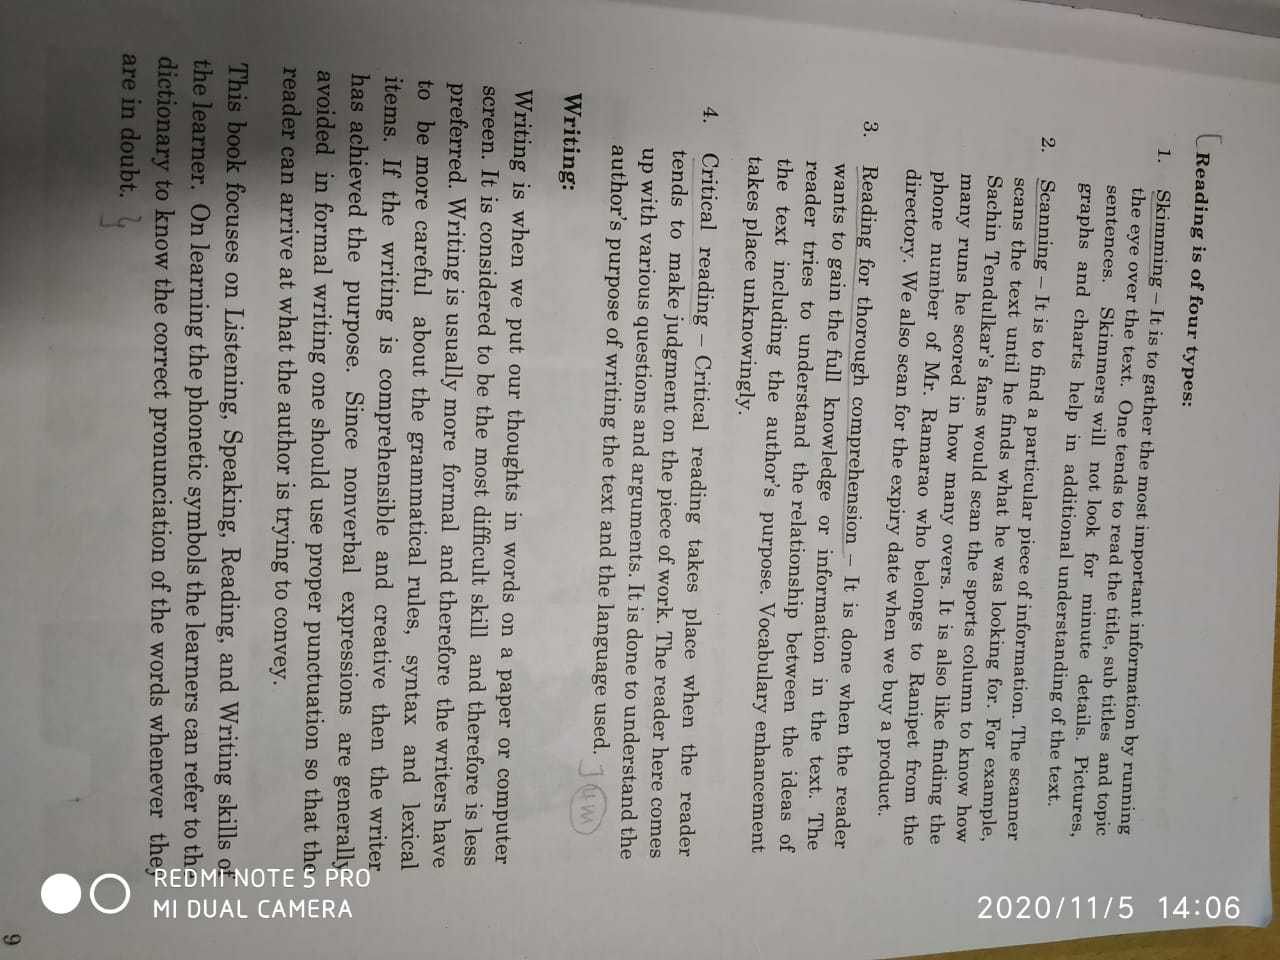 Reading is of four types:
1. Skimming – It is to gather the most important information by running
the eye over the text. One tends to read the title, sub titles and topic
sentences. Skimmers will not look for minute details. Pictures,
graphs and charts help in additional understanding of the text.
2. Scanning – It is to find a particular piece of information. The scanner
scans the text until he finds what he was looking for. For example,
Sachin Tendulkar's fans would scan the sports column to know how
many runs he scored in how many overs. It is also like finding the
phone number of Mr. Ramarao who belongs to Ranipet from the
directory. We also scan for the expiry date when we buy a product.
3. Reading for thorough comprehension – It is done when the reader
wants to gain the full knowledge or information in the text. The
reader tries to understand the relationship between the ideas of
the text including the author's purpose. Vocabulary enhancement
takes place unknowingly.
4. Critical reading – Critical reading takes place when the reader
tends to make judgment on the piece of work. The reader here comes
up with various questions and arguments. It is done to understand the
author's purpose of writing the text and the language used. 4M
Writing:
Writing is when we put our thoughts in words on a paper or computer
screen. It is considered to be the most difficult skill and therefore is less
preferred. Writing is usually more formal and therefore the writers have
to be more careful about the grammatical rules, syntax and lexical
items. If the writing is comprehensible and creative then the writer
has achieved the purpose. Since nonverbal expressions are generally
avoided in formal writing one should use proper punctuation so that the
reader can arrive at what the author is trying to convey.
This book focuses on Listening, Speaking, Reading, and Writing skills of
the learner. On learning the phonetic symbols the learners can refer to the
dictionary to know the correct pronunciation of the words whenever they
are in doubt.
9
REDMI NOTE 5 PRO
MI DUAL CAMERA
2020/11/5 14:06